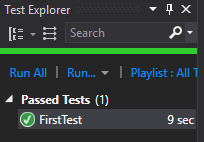 Test Explorer
Search
Run All | Run... | Playlist : All T
Passed Tests (1)
FirstTest 9 sec